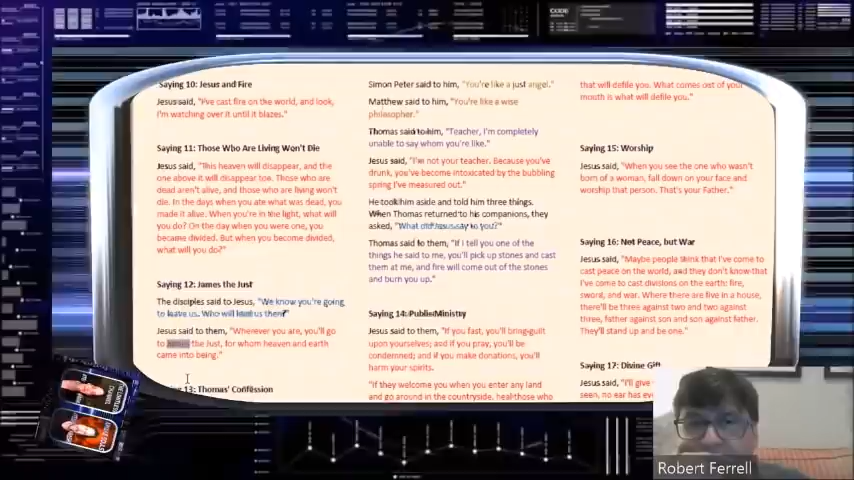 Saying 10: Jesus and Fire
Jesus said, "I've cast fire on the world, and look,
I'm watching over it until it blazes."
Saying 11: Those Who Are Living Won't Die
Jesus said, "This heaven will disappear, and the
one above it will disappear too. Those who are
dead aren't alive, and those who are living won't
die. In the days when you ate what was dead, you
made it alive. When you're in the light, what will
you do? On the day when you were one, you
became divided. But when you become divided,
what will you do?"
Saying 12: James the Just
The disciples said to Jesus, "We know you're going
to leave us. Who will lead us then?"
Jesus said to them, "Wherever you are, you'll go
to James the Just, for whom heaven and earth
came into being."
13: Thomas' Confession
Simon Peter said to him, "You're like a just angel."
Matthew said to him, "You're like a wise
philosopher."
Thomas said to him, "Teacher, I'm completely
unable to say whom you're like."
Jesus said, "I'm not your teacher. Because you've
drunk, you've become intoxicated by the bubbling
spring I've measured out."
He took him aside and told him three things.
When Thomas returned to his companions, they
asked, "What did Jesus say to you?"
Thomas said to them, "If I tell you one of the
things he said to me, you'll pick up stones and cast
them at me, and fire will come out of the stones
and burn you up."
Saying 14: Public Ministry
Jesus said to them, "If you fast, you'll bring guilt
upon yourselves; and if you pray, you'll be
condemned; and if you make donations, you'll
harm your spirits.
"If they welcome you when you enter any land
and go around in the countryside, heal those who
that will defile you. What comes out of your
mouth is what will defile you."
Saying 15: Worship
Jesus said, "When you see the one who wasn't
born of a woman, fall down on your face and
worship that person. That's your Father."
Saying 16: Not Peace, but War
Jesus said, "Maybe people think that I've come to
cast peace on the world, and they don't know that
I've come to cast divisions on the earth: fire,
sword, and war. Where there are five in a house,
there'll be three against two and two against
three, father against son and son against father.
They'll stand up and be one."
Saying 17: Divine Gift
Jesus said, "I'll give
seen, no ear has
CODE
Robert Ferrell